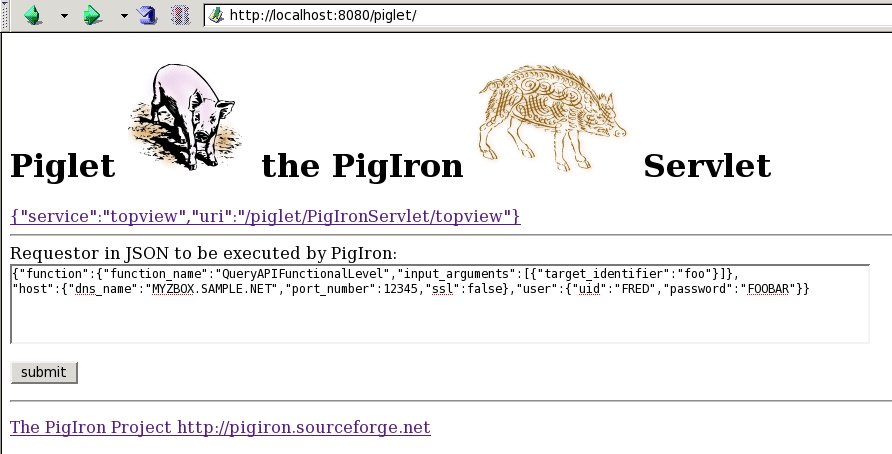 http://localhost:8080/piglet/
Piglet the PigIron Servlet
{"service":"topview","uri":"/piglet/PigIronServlet/topview"}
Requestor in JSON to be executed by PigIron:
{"function":{"function_name":"QueryAPIFunctionalLevel","input_arguments":[{"target_identifier":"foo"}]},
"host":{"dns_name":"MYZBOX.SAMPLE.NET","port_number":12345,"ssl":false},"user":{"uid":"FRED","password":"FOOBAR"}}
submit
The PigIron Project http://pigiron.sourceforge.net